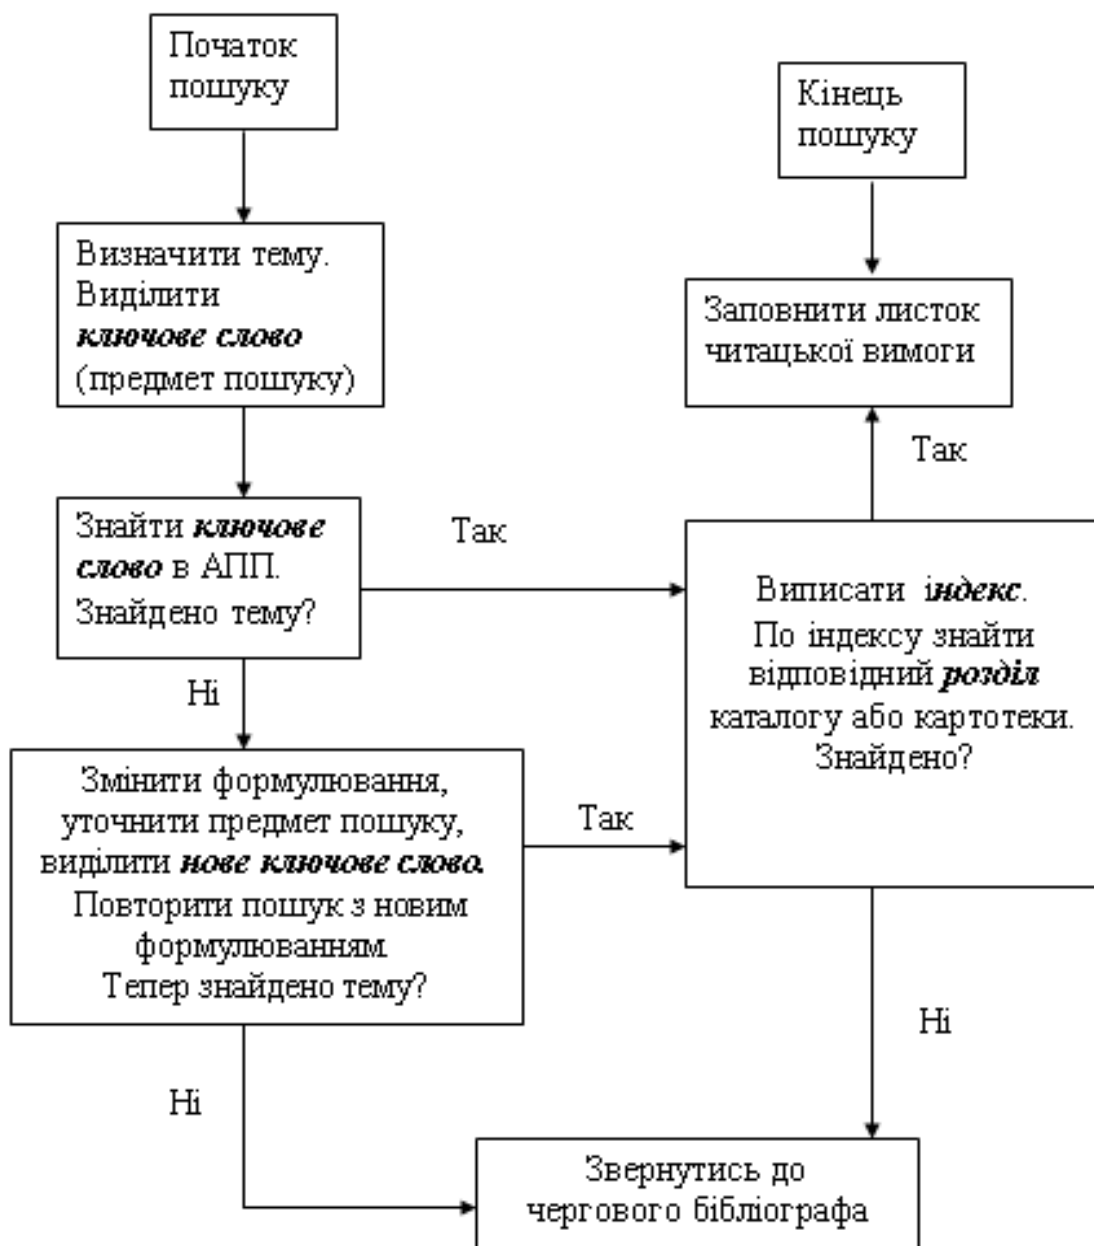 Початок
пошуку
Кінець
пошуку
Визначити тему.
Виділити
ключове слово
(предмет пошуку)
Заповнити листок
читацької вимоги
Так
Знайти ключове
слово в АПП.
Знайдено тему?
Так
Виписати індекс.
По індексу знайти
відповідний розділ
каталогу або картотеки.
Знайдено?
Ні
Змінити формулювання,
уточнити предмет пошуку,
виділити нове ключове слово.
Повторити пошук з новим
формулюванням.
Тепер знайдено тему?
Так
Ні
Ні
Звернутись до
чергового бібліографа